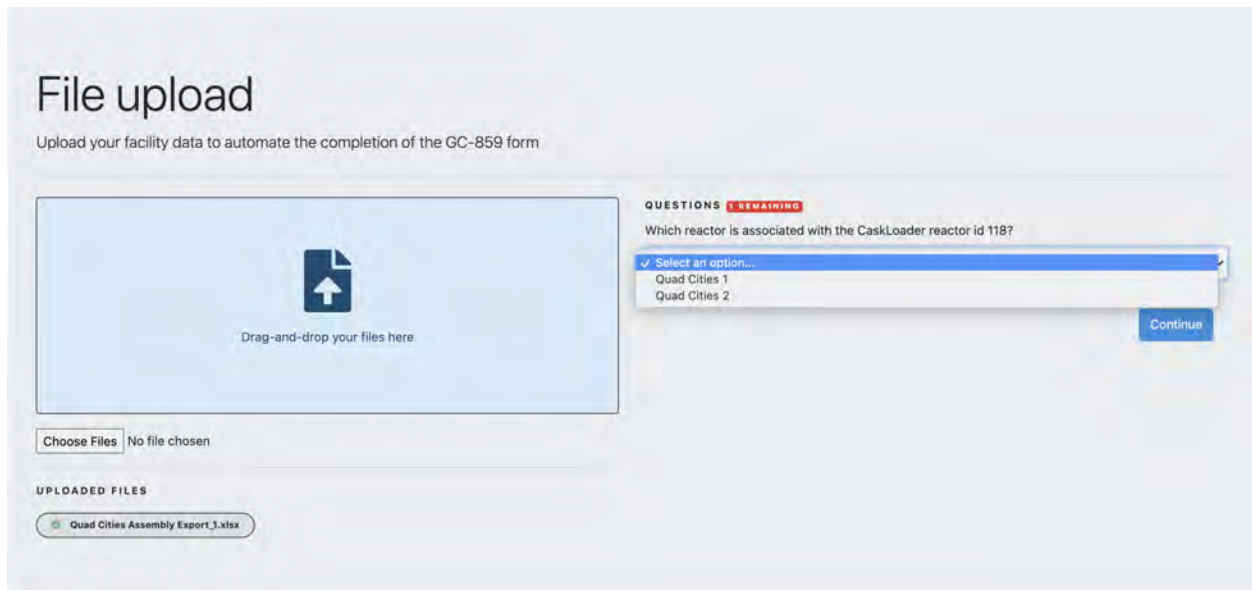 File upload
Upload your facility data to automate the completion of the GC-859 form
Drag-and-drop your files here
Choose Files No file chosen
UPLOADED FILES
Quad Cities Assembly Export_1.xlsx
QUESTIONS 1 REMAINING
Which reactor is associated with the CaskLoader reactor id 118?
✓ Select an option...
Quad Cities 1
Quad Cities 2
Continue